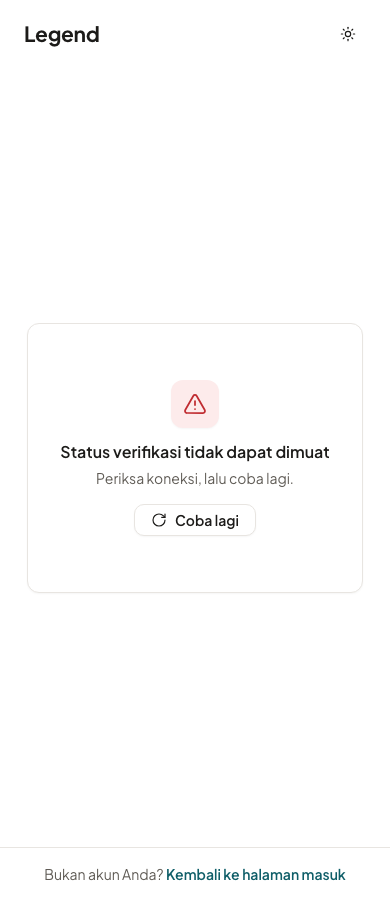 Legend
Status verifikasi tidak dapat dimuat
Periksa koneksi, lalu coba lagi.
Coba lagi
Bukan akun Anda? Kembali ke halaman masuk